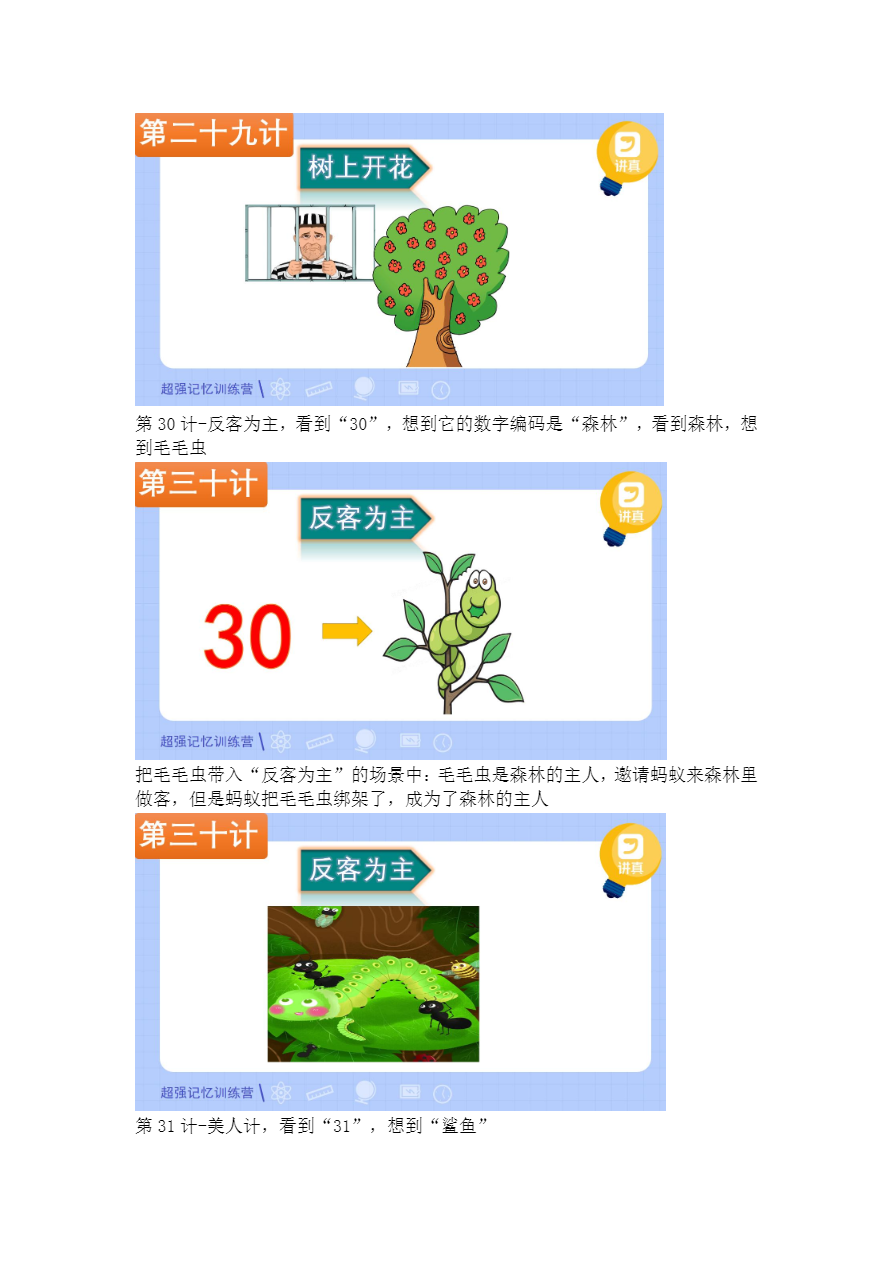 第二十九计
树上开花
讲真
超强记忆训练营
第 30 计-反客为主，看到“30”，想到它的数字编码是“森林”，看到森林，想
到毛毛虫
第三十计
反客为主
讲真
30
超强记忆训练营
把毛毛虫带入“反客为主”的场景中：毛毛虫是森林的主人，邀请蚂蚁来森林里
做客，但是蚂蚁把毛毛虫绑架了，成为了森林的主人
第三十计
反客为主
讲真
超强记忆训练营
第 31 计-美人计，看到“31”，想到“鲨鱼”